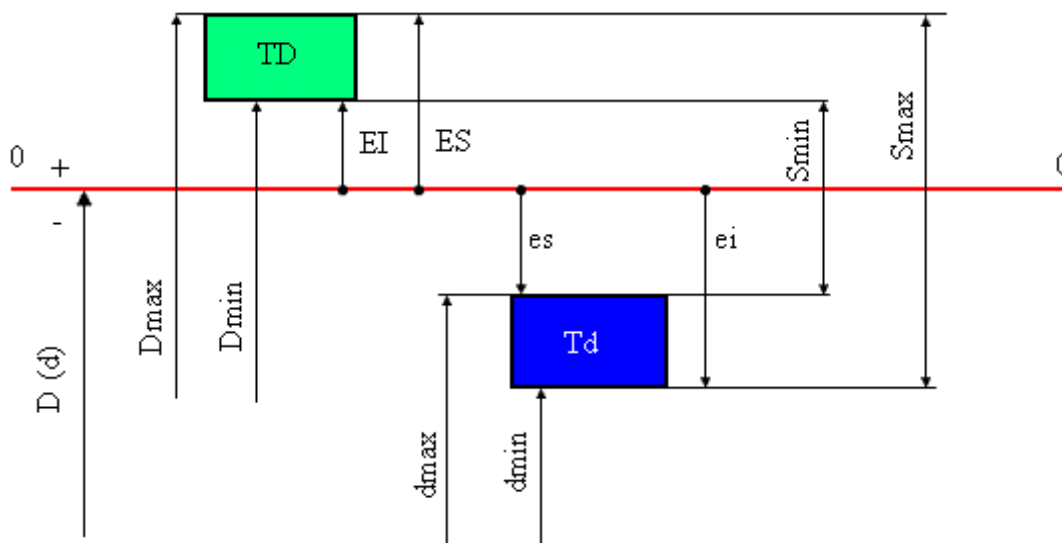 TD
EI
ES
0
+
-
0
Smin
Smax
es
ei
Dmax
Dmin
D (d)
Td
dmax
dmin